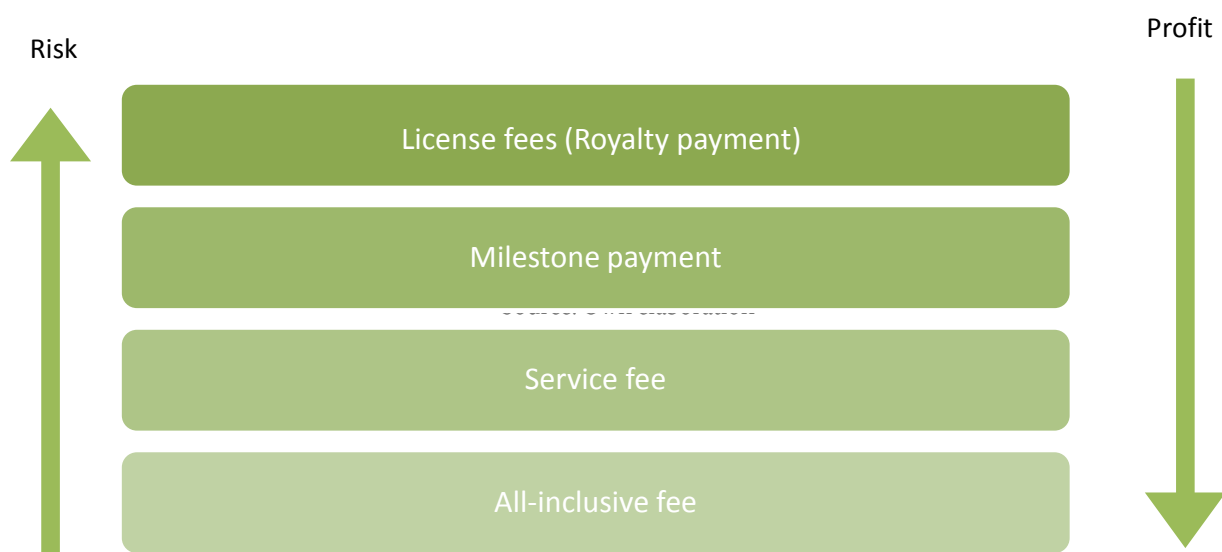 Profit
Risk
License fees (Royalty payment)
Milestone payment
Service fee
All-inclusive fee